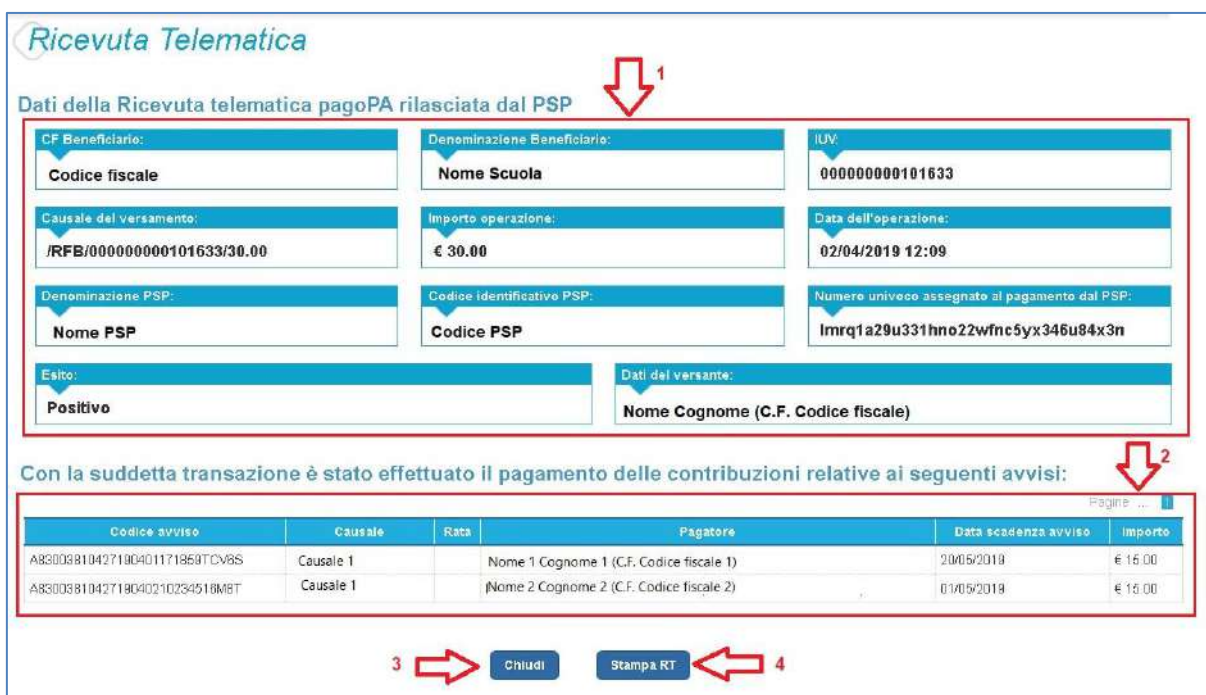 Ricevuta Telematica
1
Dati della Ricevuta telematica pagoPA rilasciata dal PSP
CF Beneficiario: Denominazione Beneficiario: IUV:
Codice fiscale Nome Scuola 000000000101633
Causale del versamento: Importo operazione: Data dell'operazione:
/RFB/000000000101633/30.00 € 30.00 02/04/2019 12:09
Denominazione PSP: Codice identificativo PSP: Numero univoco assegnato al pagamento dal PSP:
Nome PSP Codice PSP lmrq1a29u331hno22wfnc5yx346u84x3n
Esito: Dati del versante:
Positivo Nome Cognome (C.F. Codice fiscale)
2
Con la suddetta transazione è stato effettuato il pagamento delle contribuzioni relative ai seguenti avvisi:
Pagine ... 1
Codice avviso Causale Rata Pagatore Data scadenza avviso Importo
Causale 1 Nome 1 Cognome 1 (C.F. Codice fiscale 1) 20/05/2019 € 15.00
Causale 1 Nome 2 Cognome 2 (C.F. Codice fiscale 2) 01/05/2019 € 15.00
3 Chiudi Stampa RT 4